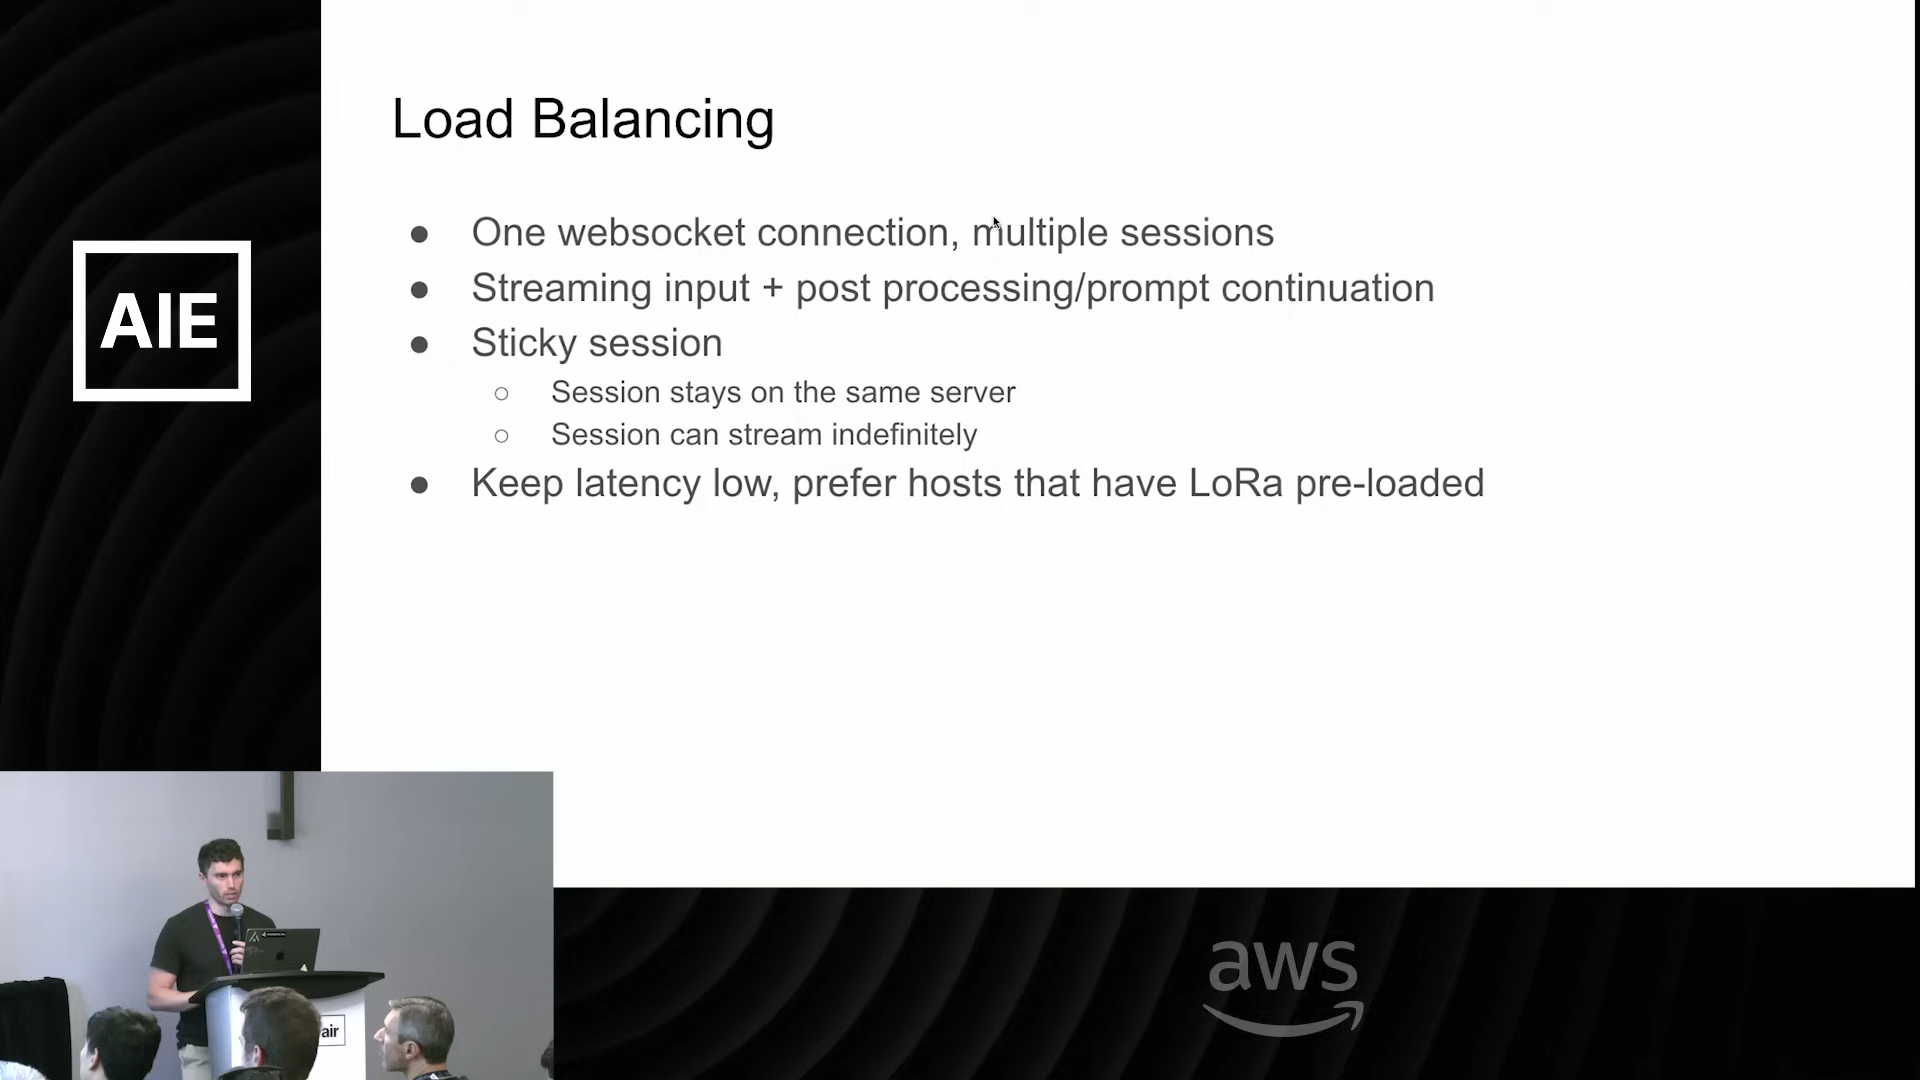 Load Balancing
● One websocket connection, multiple sessions
● Streaming input + post processing/prompt continuation
● Sticky session
○ Session stays on the same server
○ Session can stream indefinitely
● Keep latency low, prefer hosts that have LoRa pre-loaded
AIE
air
aws